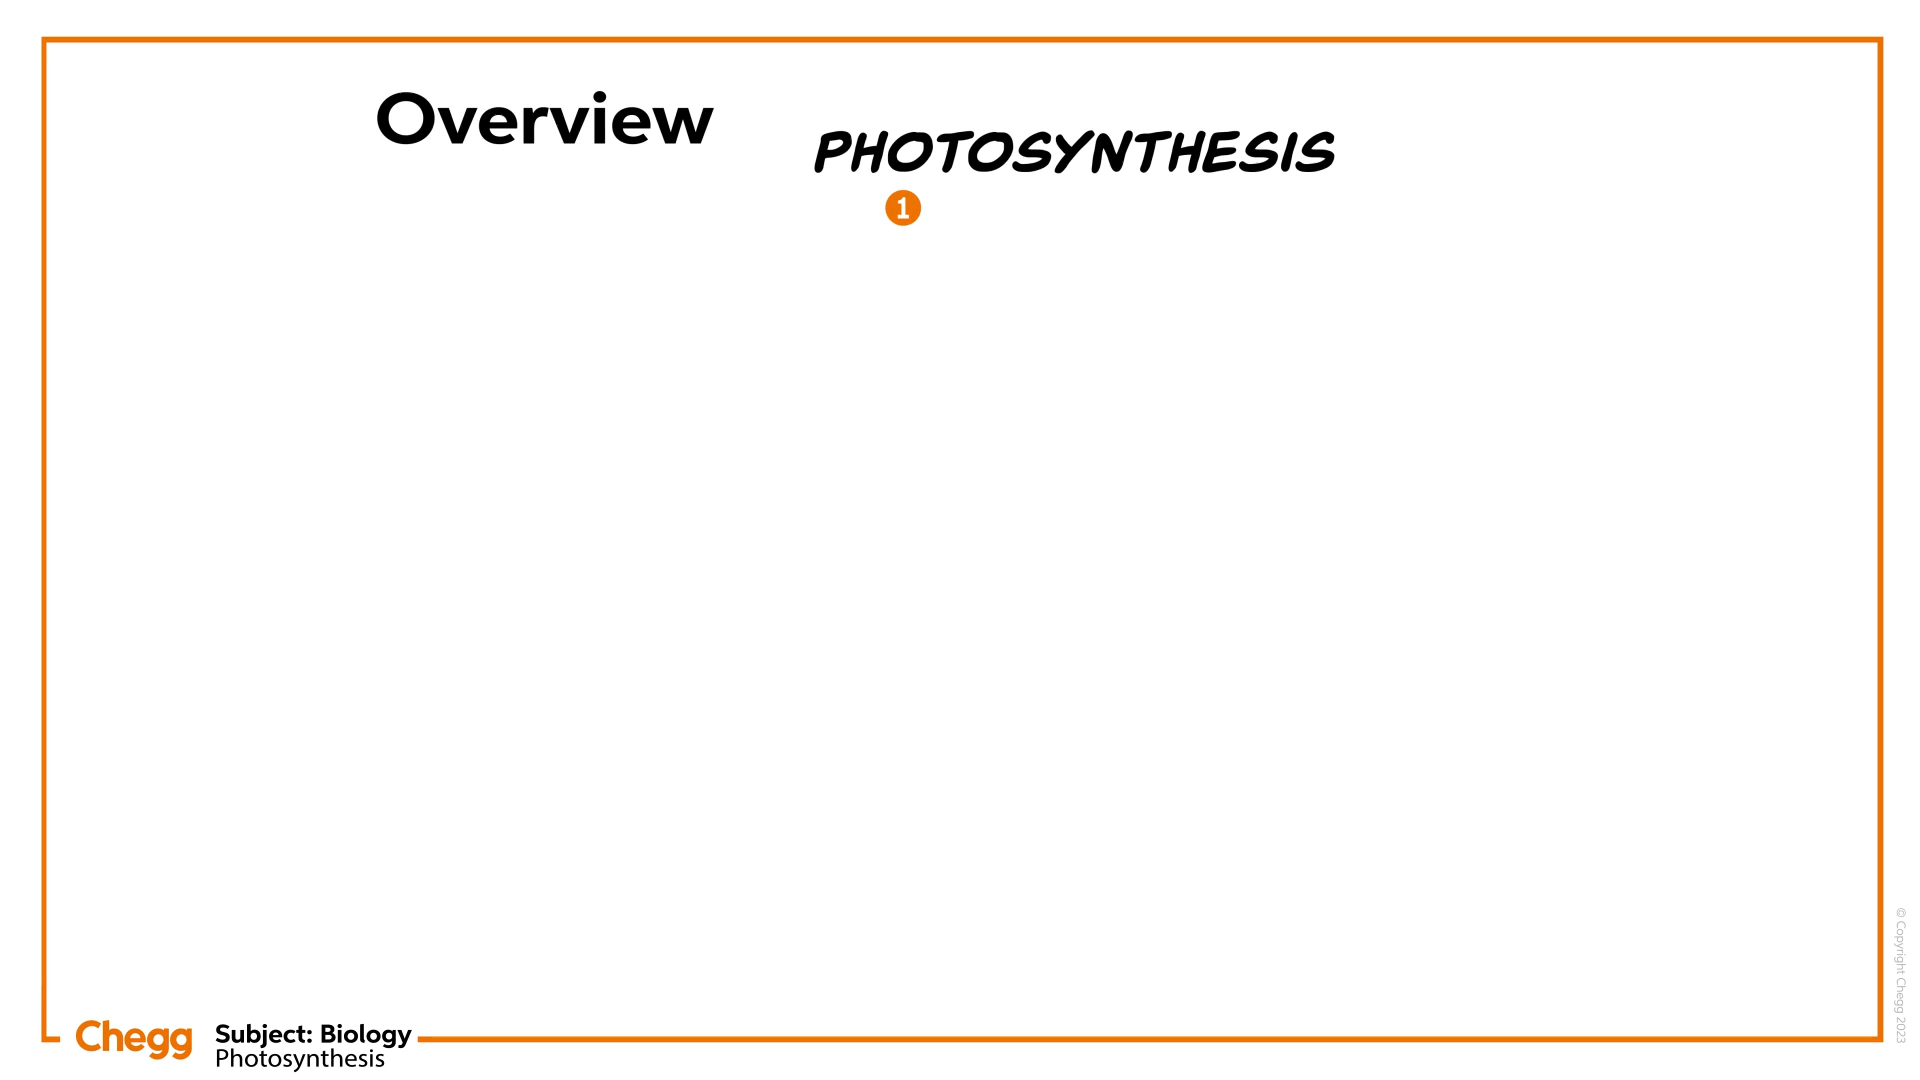 Overview
PHOTOSYNTHESIS
1
Chegg
Subject: Biology
Photosynthesis
© Copyright Chegg 2023